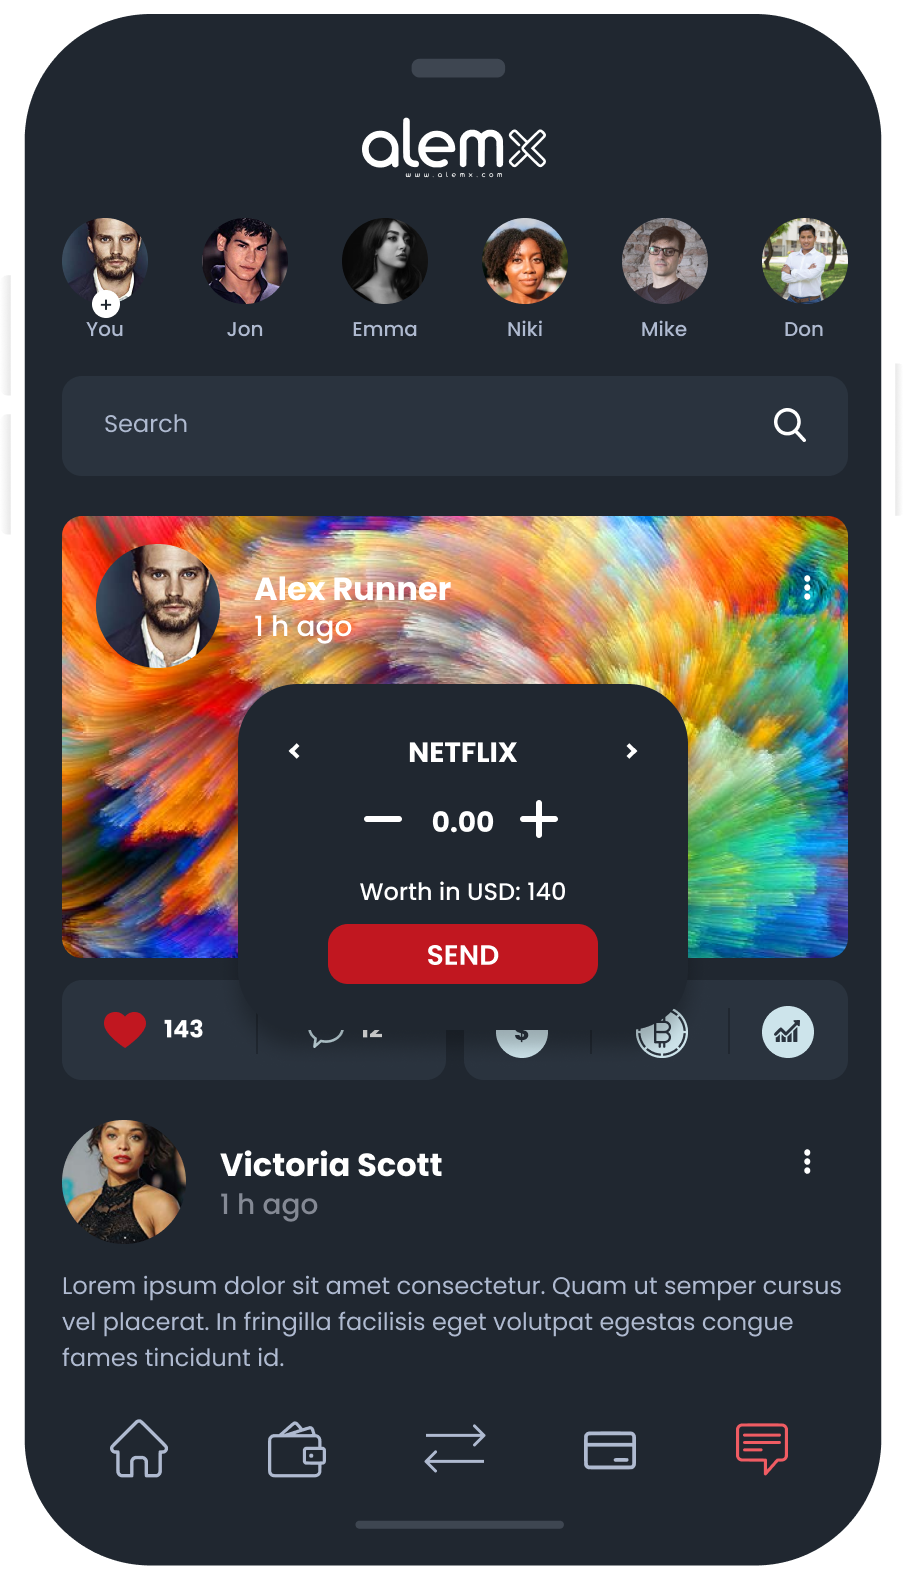 alemx
www.alemx.com
You
Jon
Emma
Niki
Mike
Don
Search
Alex Runner
1 h ago
NETFLIX
0.00
Worth in USD: 140
SEND
143
12
Victoria Scott
1 h ago
Lorem ipsum dolor sit amet consectetur. Quam ut semper cursus
vel placerat. In fringilla facilisis eget volutpat egestas congue
fames tincidunt id.